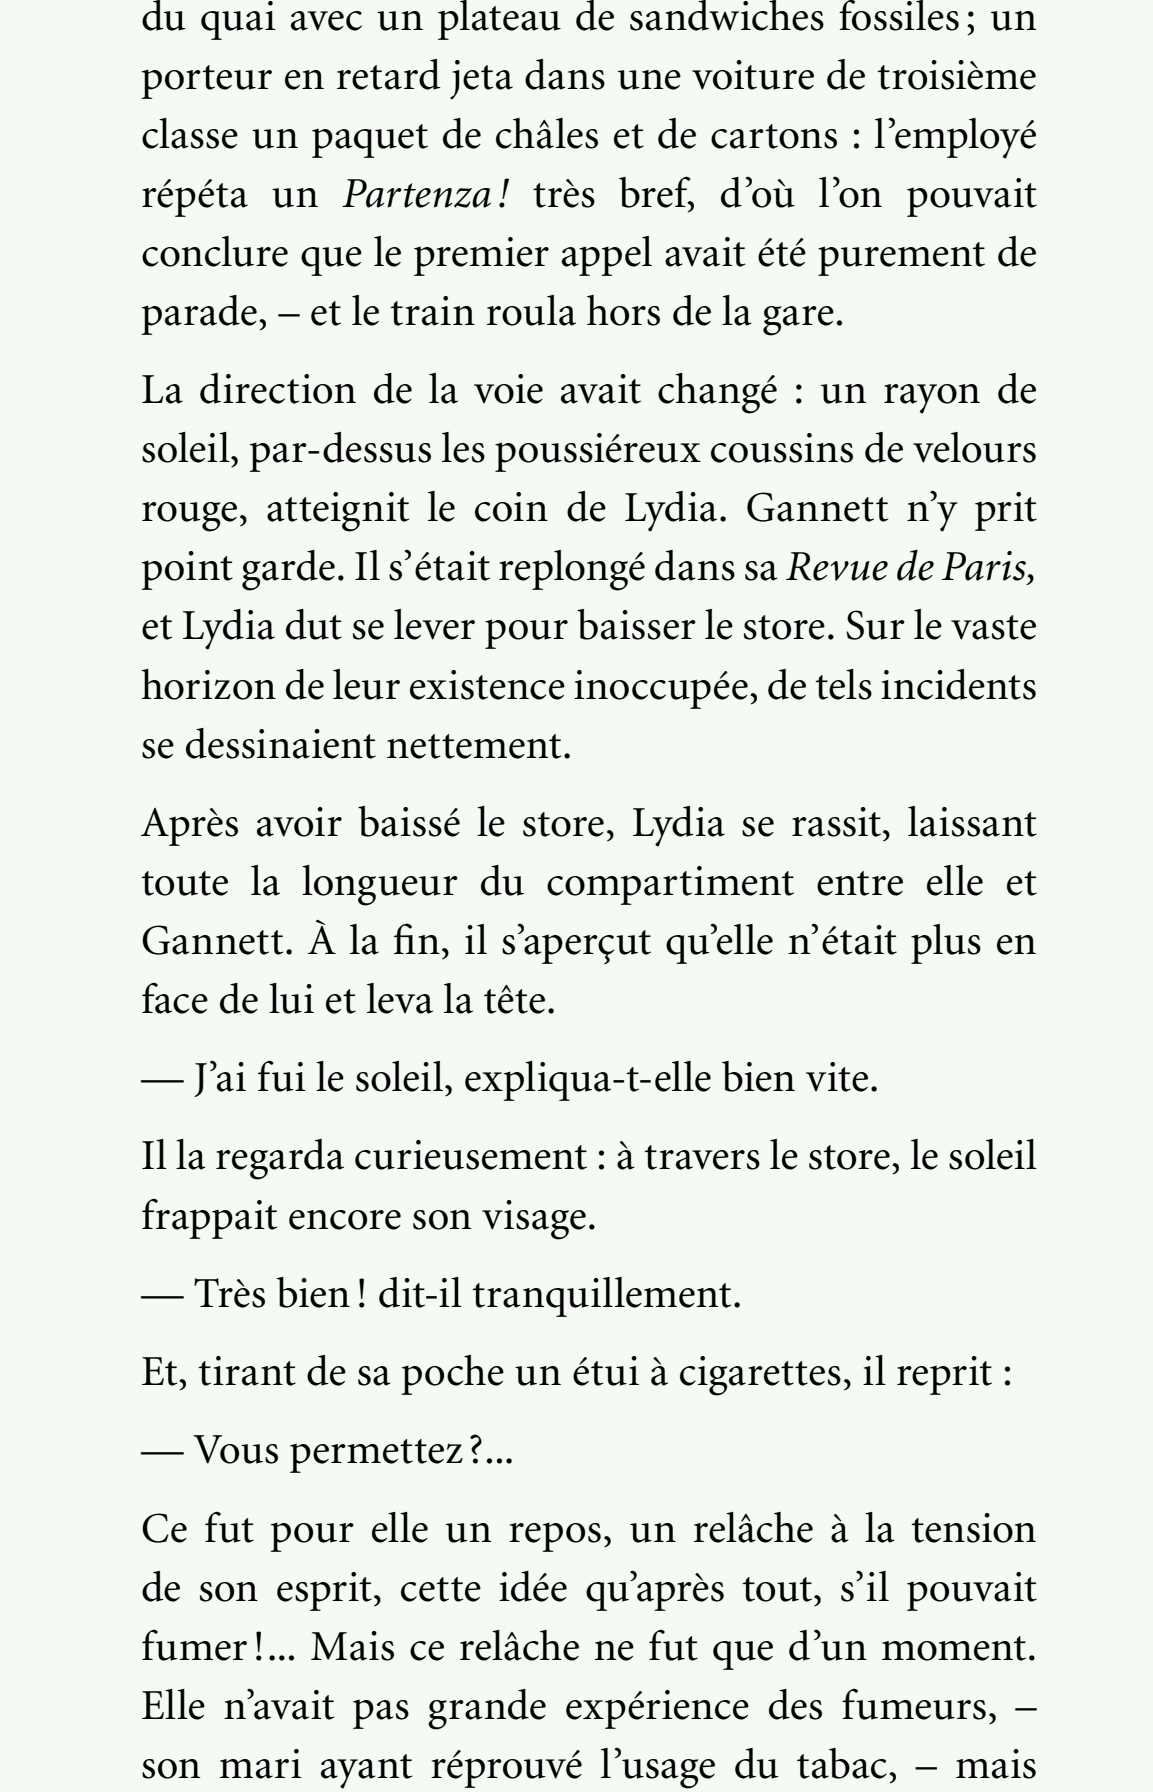 du quai avec un plateau de sandwiches fossiles ; un
porteur en retard jeta dans une voiture de troisième
classe un paquet de châles et de cartons : l’employé
répéta un Partenza ! très bref, d’où l’on pouvait
conclure que le premier appel avait été purement de
parade, – et le train roula hors de la gare.
La direction de la voie avait changé : un rayon de
soleil, par-dessus les poussiéreux coussins de velours
rouge, atteignit le coin de Lydia. Gannett n’y prit
point garde. Il s’était replongé dans sa Revue de Paris,
et Lydia dut se lever pour baisser le store. Sur le vaste
horizon de leur existence inoccupée, de tels incidents
se dessinaient nettement.
Après avoir baissé le store, Lydia se rassit, laissant
toute la longueur du compartiment entre elle et
Gannett. À la fin, il s’aperçut qu’elle n’était plus en
face de lui et leva la tête.
— J’ai fui le soleil, expliqua-t-elle bien vite.
Il la regarda curieusement : à travers le store, le soleil
frappait encore son visage.
— Très bien ! dit-il tranquillement.
Et, tirant de sa poche un étui à cigarettes, il reprit :
— Vous permettez ?...
Ce fut pour elle un repos, un relâche à la tension
de son esprit, cette idée qu’après tout, s’il pouvait
fumer !... Mais ce relâche ne fut que d’un moment.
Elle n’avait pas grande expérience des fumeurs, –
son mari ayant réprouvé l’usage du tabac, – mais